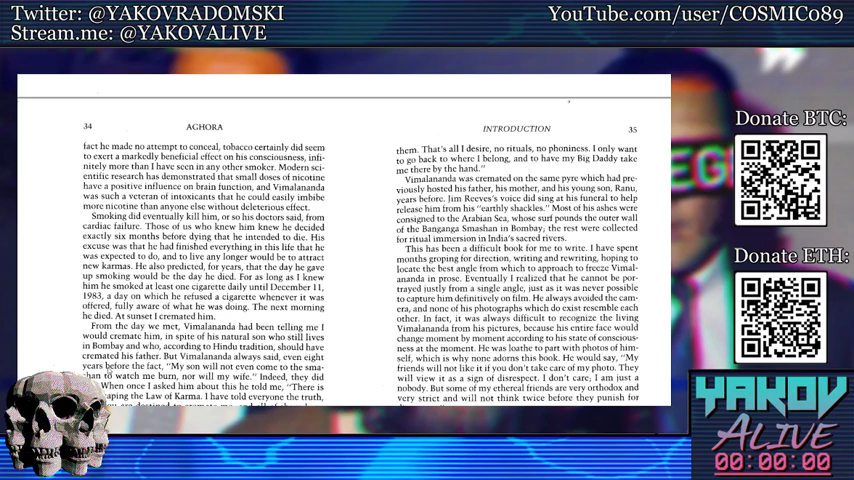 Twitter: @YAKOVRADOMSKI
Stream.me: @YAKOVALIVE
YouTube.com/user/COSMIC089
34
AGHORA
fact he made no attempt to conceal, tobacco certainly did seem
to exert a markedly beneficial effect on his consciousness, infi-
nitely more than I have seen in any other smoker. Modern sci-
entific research has demonstrated that small doses of nicotine
have a positive influence on brain function, and Vimalananda
was such a veteran of intoxicants that he could easily imbibe
more nicotine than anyone else without deleterious effect.
Smoking did eventually kill him, or so his doctors said, from
cardiac failure. Those of us who knew him knew he decided
exactly six months before dying that he intended to die. His
excuse was that he had finished everything in this life that he
was expected to do, and to live any longer would be to attract
new karmas. He also predicted, for years, that the day he gave
up smoking would be the day he died. For as long as I knew
him he smoked at least one cigarette daily until December 11,
1983, a day on which he refused a cigarette whenever it was
offered, fully aware of what he was doing. The next morning
he died. At sunset I cremated him.
From the day we met, Vimalananda had been telling me I
would cremate him, in spite of his natural son who still lives
in Bombay and who, according to Hindu tradition, should have
cremated his father. But Vimalananda always said, even eight
years before the fact, "My son will not even come to the sma-
shan to watch me burn, nor will my wife." Indeed, they did
When once I asked him about this he told me, "There is
caping the Law of Karma. I have told everyone the truth,
INTRODUCTION
35
them. That's all I desire, no rituals, no phoniness. I only want
to go back to where I belong, and to have my Big Daddy take
me there by the hand."
Vimalananda was cremated on the same pyre which had pre-
viously hosted his father, his mother, and his young son, Ranu,
years before. Jim Reeves's voice did sing at his funeral to help
release him from his "earthly shackles." Most of his ashes were
consigned to the Arabian Sea, whose surf pounds the outer wall
of the Banganga Smashan in Bombay; the rest were collected
for ritual immersion in India's sacred rivers.
This has been a difficult book for me to write. I have spent
months groping for direction, writing and rewriting, hoping to
locate the best angle from which to approach to freeze Vimal-
ananda in prose. Eventually I realized that he cannot be por-
trayed justly from a single angle, just as it was never possible
to capture him definitively on film. He always avoided the cam-
era, and none of his photographs which do exist resemble each
other. In fact, it was always difficult to recognize the living
Vimalananda from his pictures, because his entire face would
change moment by moment according to his state of conscious-
ness at the moment. He was loathe to part with photos of him-
self, which is why none adorns this book. He would say, "My
friends will not like it if you don't take care of my photo. They
will view it as a sign of disrespect. I don't care; I am just a
nobody. But some of my ethereal friends are very orthodox and
very strict and will not think twice before they punish for
Donate BTC:
Donate ETH:
YAKOV
ALIVE
00:00:00